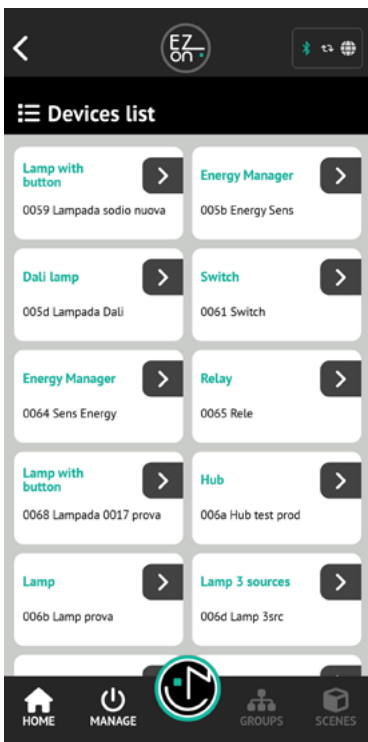 EZ
on
Devices list
Lamp with
button
0059 Lampada sodio nuova
Energy Manager
005b Energy Sens
Dali lamp
005d Lampada Dali
Switch
0061 Switch
Energy Manager
0064 Sens Energy
Relay
0065 Rele
Lamp with
button
0068 Lampada 0017 prova
Hub
006a Hub test prod
Lamp
006b Lamp prova
Lamp 3 sources
006d Lamp 3src
HOME
MANAGE
GROUPS
SCENES